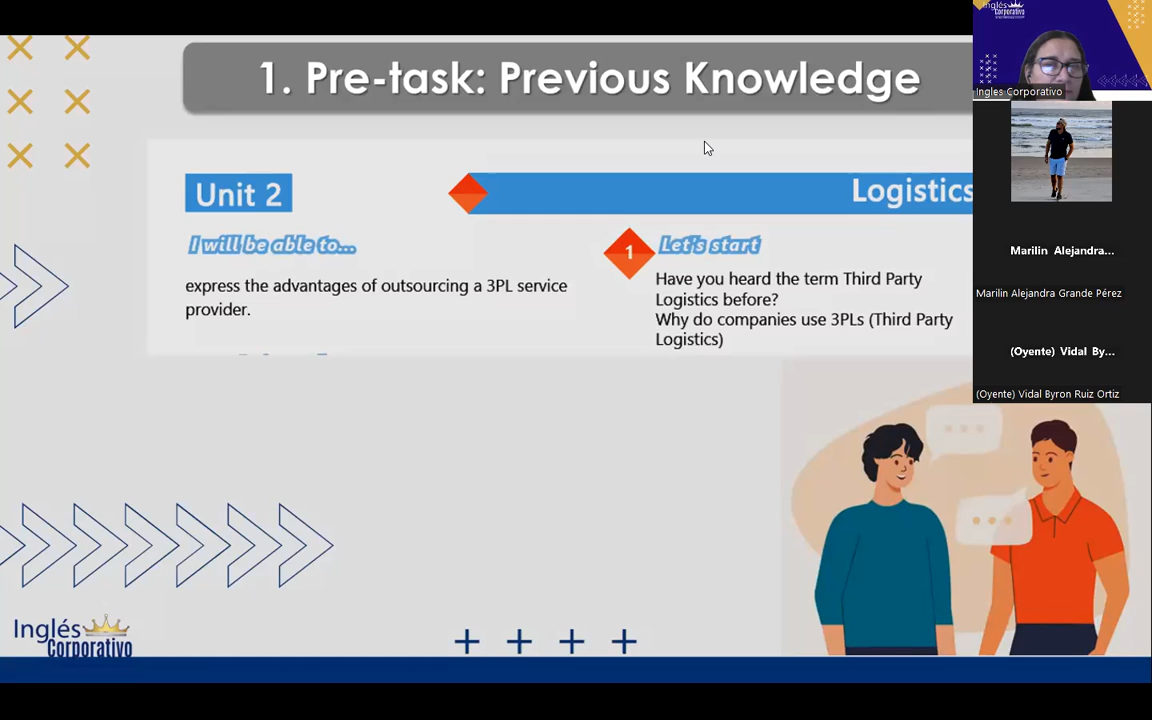 1. Pre-task: Previous Knowledge
Unit 2
Logistics
I will be able to...
express the advantages of outsourcing a 3PL service
provider.
1
Let's start
Have you heard the term Third Party
Logistics before?
Why do companies use 3PLs (Third Party
Logistics)
Inglés
Corporativo
Inglés
Corporativo
Ingles Corporativo
Marilin Alejandra...
Marilin Alejandra Grande Pérez
(Oyente) Vidal By...
(Oyente) Vidal Byron Ruiz Ortiz